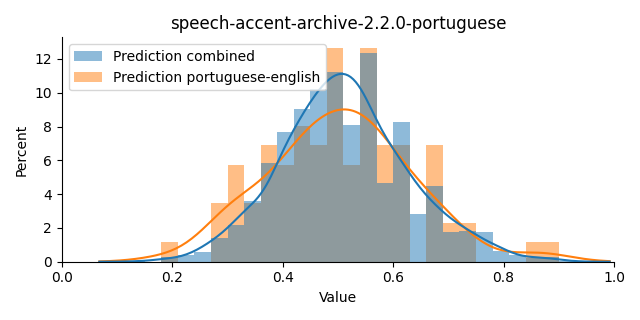 speech-accent-archive-2.2.0-portuguese
Prediction combined
Prediction portuguese-english
12
10
8
6
4
2
0
Percent
0.0 0.2 0.4 0.6 0.8 1.0
Value